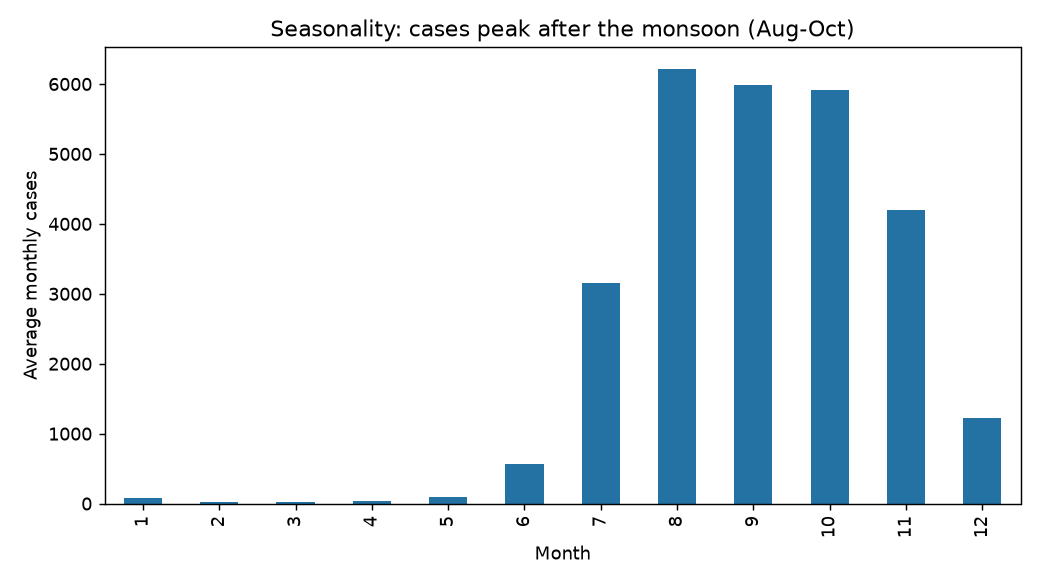 Seasonality: cases peak after the monsoon (Aug-Oct)
Average monthly cases
6000
5000
4000
3000
2000
1000
0
1 2 3 4 5 6 7 8 9 10 11 12
Month